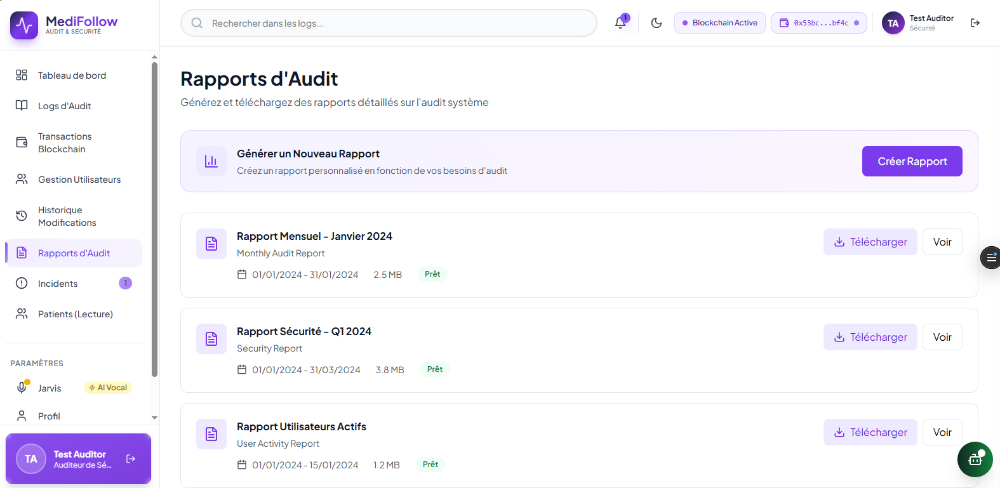 MediFollow
AUDIT & SÉCURITÉ
Rechercher dans les logs...
1
Blockchain Active
0x53bc...bf4c
TA
Test Auditor
Sécurité
Tableau de bord
Logs d'Audit
Transactions
Blockchain
Gestion Utilisateurs
Historique
Modifications
Rapports d'Audit
Incidents
1
Patients (Lecture)
PARAMÈTRES
Jarvis
AI Vocal
Profil
TA
Test Auditor
Auditeur de Sé...
Rapports d'Audit
Générez et téléchargez des rapports détaillés sur l'audit système
Générer un Nouveau Rapport
Créez un rapport personnalisé en fonction de vos besoins d'audit
Créer Rapport
Rapport Mensuel - Janvier 2024
Monthly Audit Report
01/01/2024 - 31/01/2024 2.5 MB Prêt
Télécharger
Voir
Rapport Sécurité - Q1 2024
Security Report
01/01/2024 - 31/03/2024 3.8 MB Prêt
Télécharger
Voir
Rapport Utilisateurs Actifs
User Activity Report
01/01/2024 - 15/01/2024 1.2 MB Prêt
Télécharger
Voir